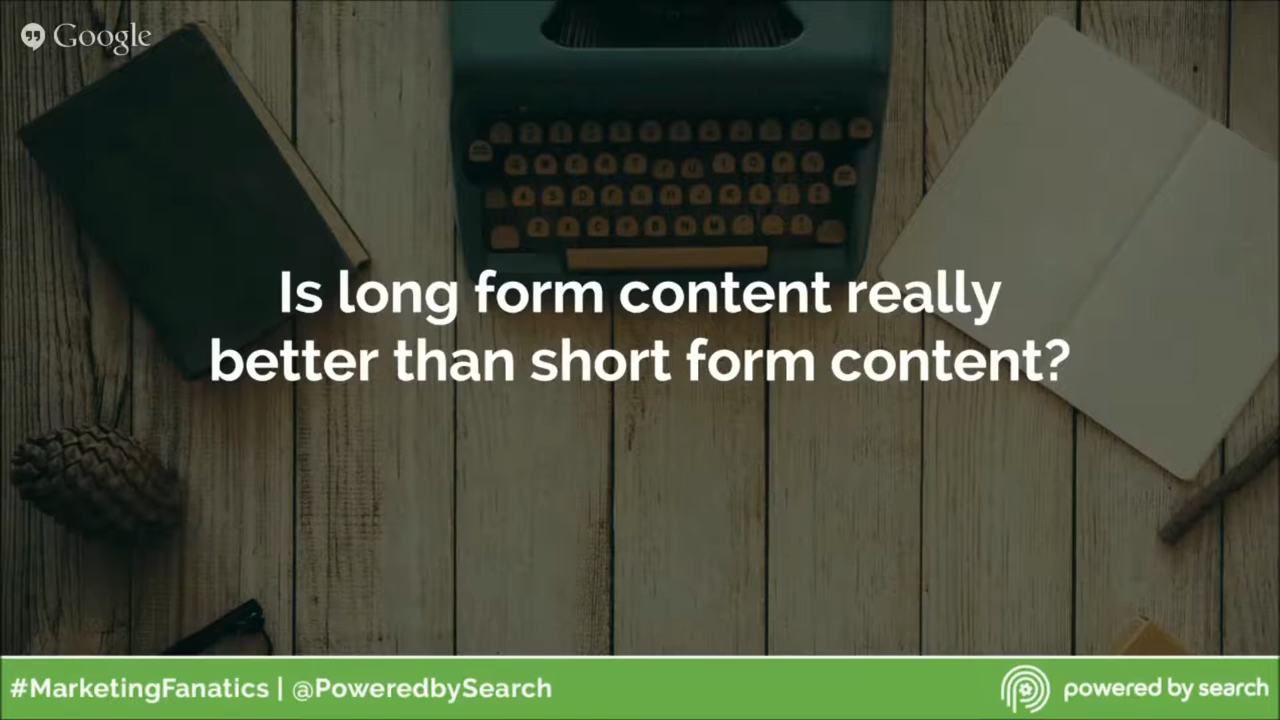 Google
Is long form content really
better than short form content?
#MarketingFanatics | @PoweredbySearch
powered by search